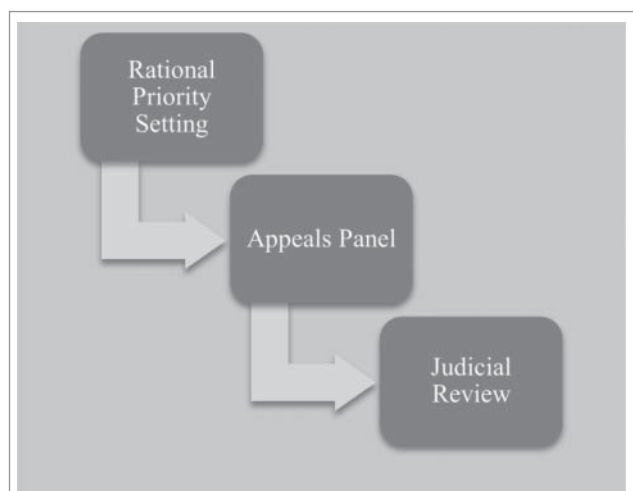 Rational
Priority
Setting
Appeals Panel
Judicial
Review